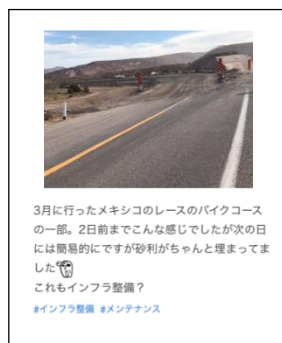 3月に行ったメキシコのレースのバイクコース
の一部。2日前までこんな感じでしたが次の日
には簡易的にですが砂利がちゃんと埋まってま
した
これもインフラ整備？
#インフラ整備 #メンテナンス